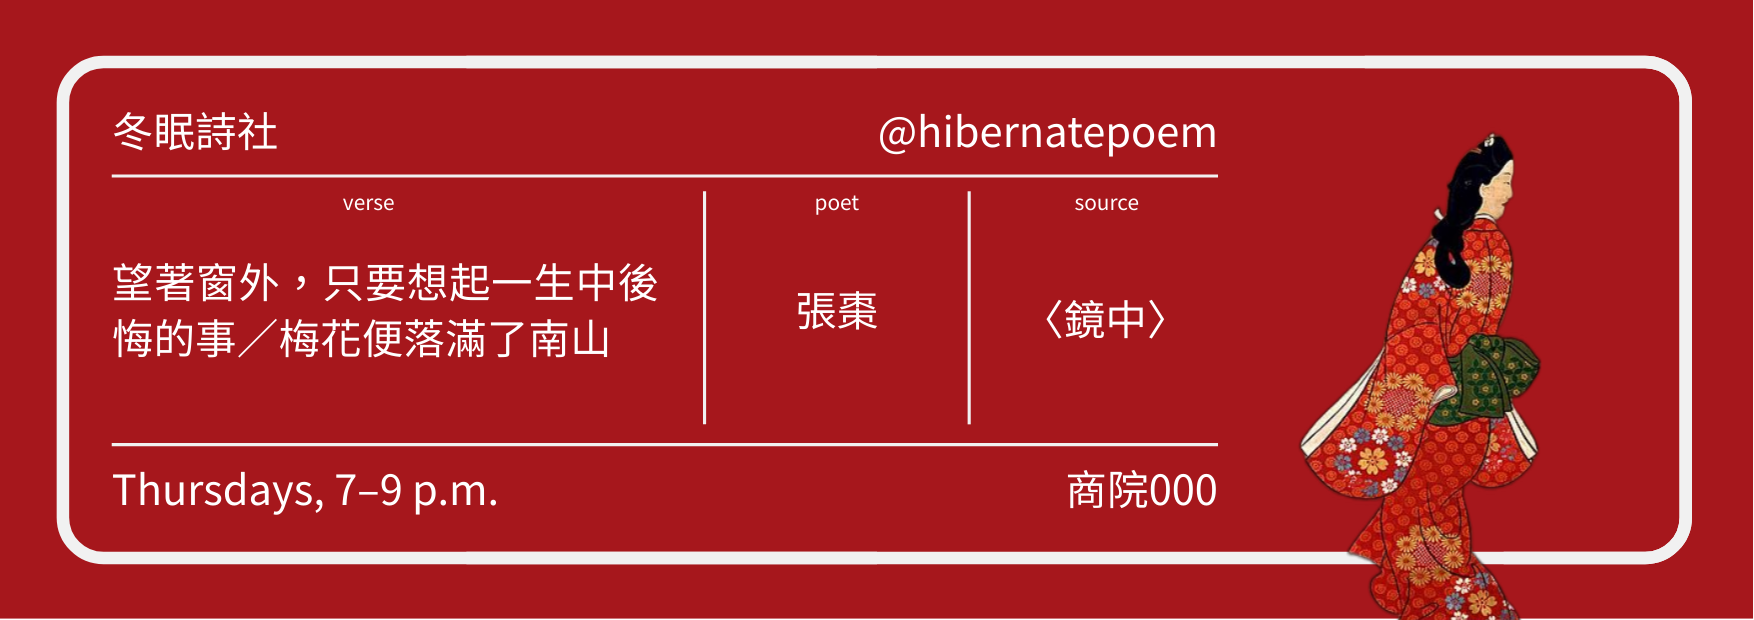 冬眠詩社
@hibernatepoem
verse
poet
source
望著窗外，只要想起一生中後
悔的事／梅花便落滿了南山
張棗
〈鏡中〉
Thursdays, 7–9 p.m.
商院000